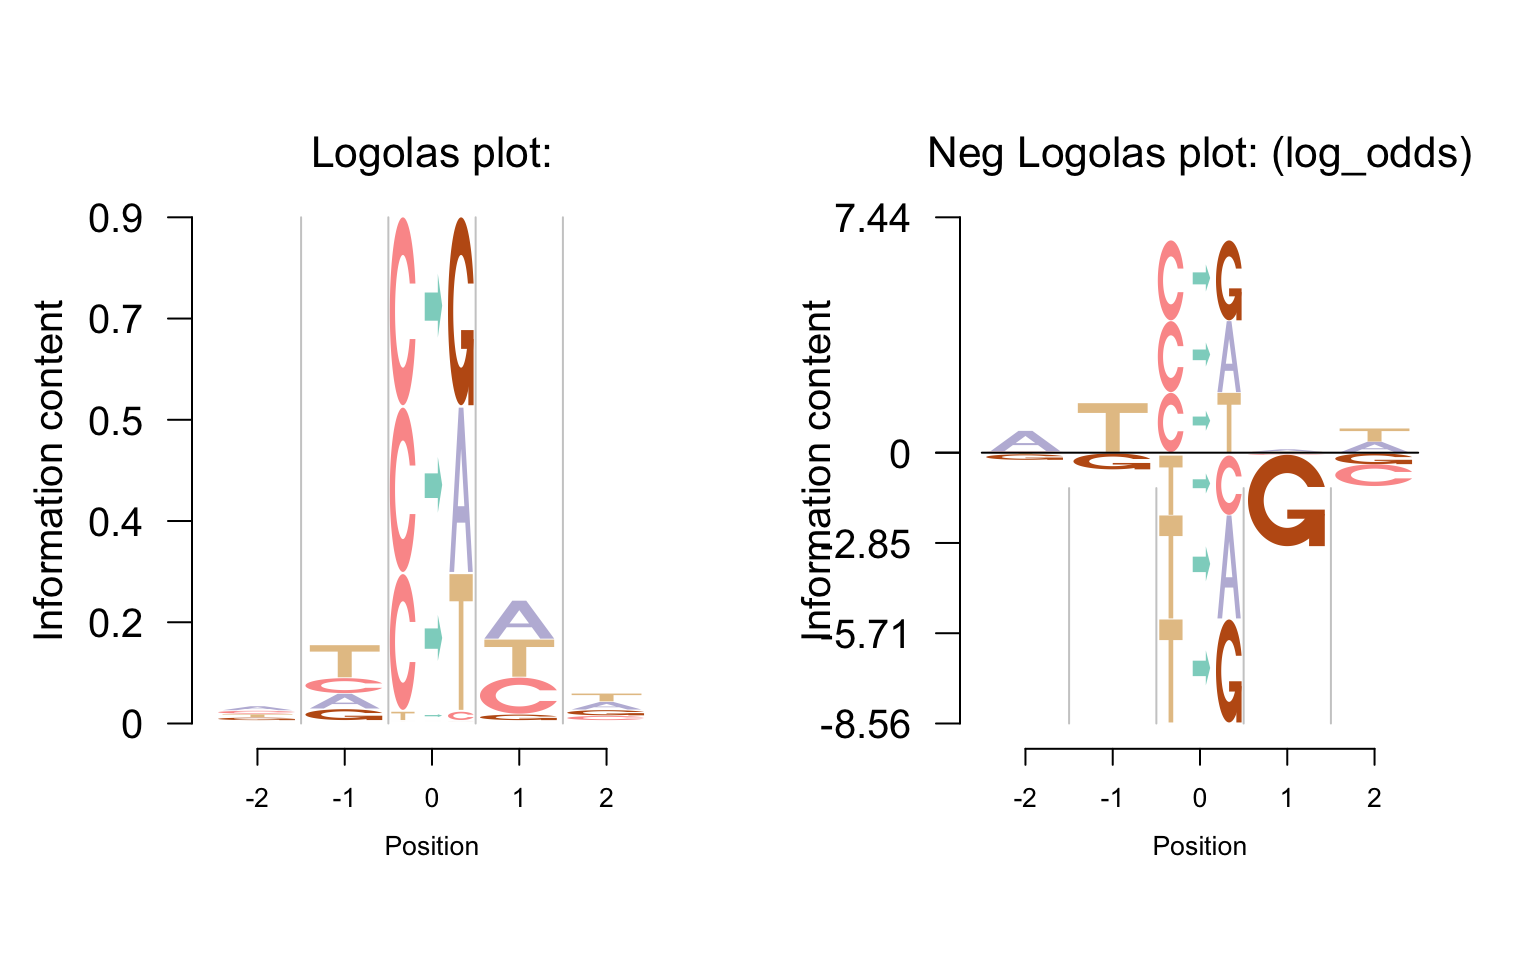 Logolas plot:
Information content
0.9
0.7
0.5
0.4
0.2
0
C G
C A
C T
T C
A
C
T
A
T
C
A
G
A
T
C
G
T
A
G
C
-2 -1 0 1 2
Position
Neg Logolas plot: (log_odds)
Information content
7.44
0
-2.85
-5.71
-8.56
C G
C A
C T
T C
T A
T G
A
G
T
G
G
T
A
G
C
-2 -1 0 1 2
Position